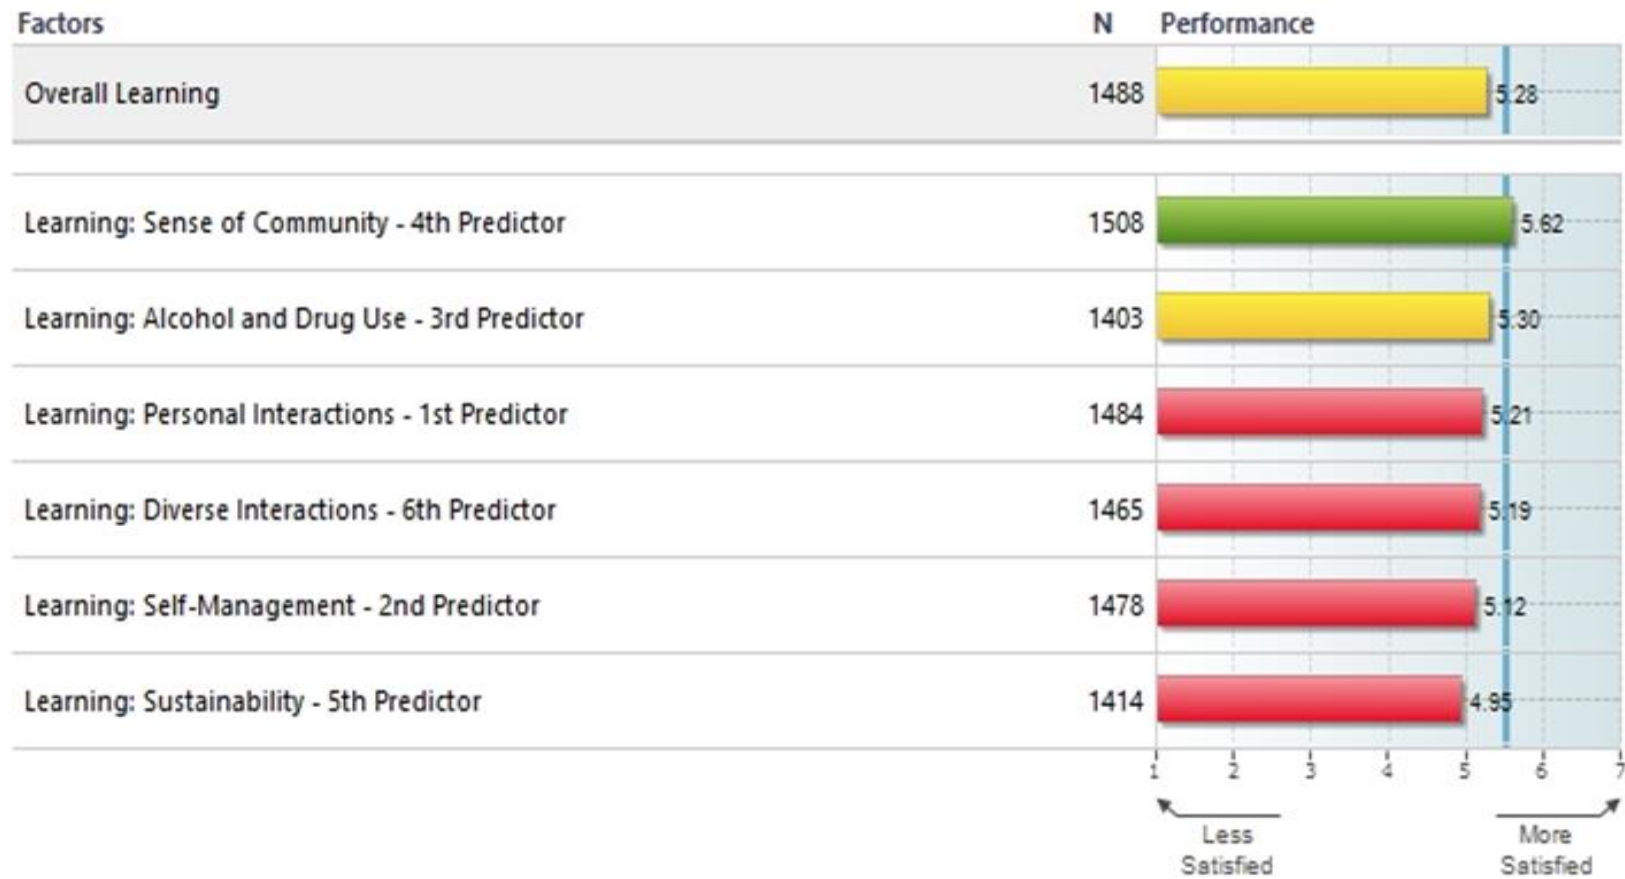 Factors N Performance
Overall Learning 1488 5.28
Learning: Sense of Community - 4th Predictor 1508 5.62
Learning: Alcohol and Drug Use - 3rd Predictor 1403 5.30
Learning: Personal Interactions - 1st Predictor 1484 5.21
Learning: Diverse Interactions - 6th Predictor 1465 5.19
Learning: Self-Management - 2nd Predictor 1478 5.12
Learning: Sustainability - 5th Predictor 1414 4.95
1 2 3 4 5 6 7
Less More
Satisfied Satisfied